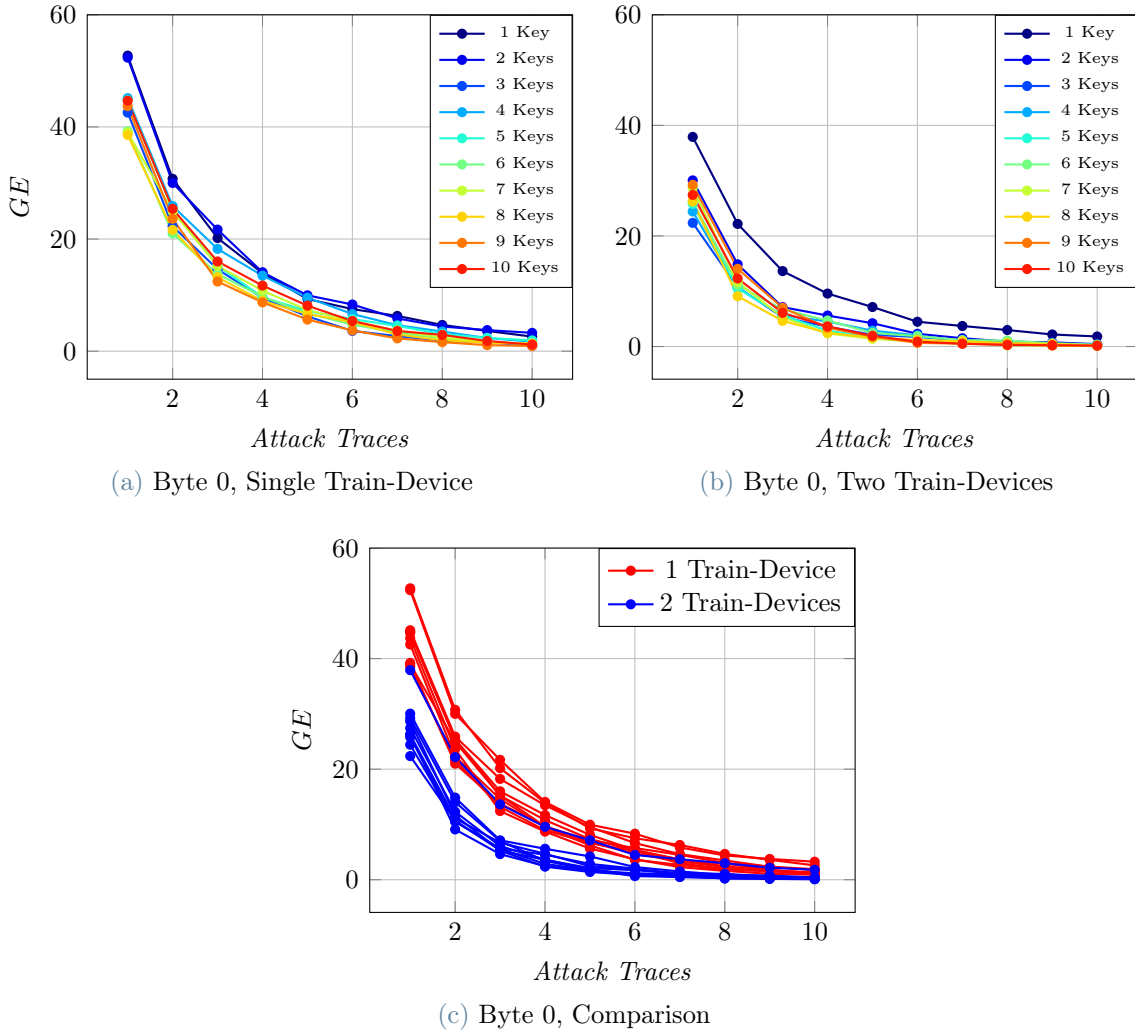 60
40
20
0
GE
2
4
6
8
10
Attack Traces
1 Key
2 Keys
3 Keys
4 Keys
5 Keys
6 Keys
7 Keys
8 Keys
9 Keys
10 Keys
(a) Byte 0, Single Train-Device
60
40
20
0
GE
2
4
6
8
10
Attack Traces
1 Key
2 Keys
3 Keys
4 Keys
5 Keys
6 Keys
7 Keys
8 Keys
9 Keys
10 Keys
(b) Byte 0, Two Train-Devices
60
40
20
0
GE
2
4
6
8
10
Attack Traces
1 Train-Device
2 Train-Devices
(c) Byte 0, Comparison